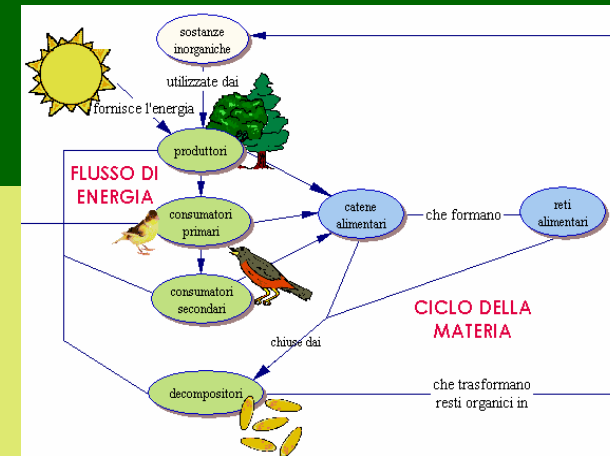 sostanze
inorganiche
utilizzate dai
fornisce l'energia
produttori
FLUSSO DI
ENERGIA
consumatori
primari
catene
alimentari
che formano
reti
alimentari
consumatori
secondari
CICLO DELLA
MATERIA
chiuse dai
decompositori
che trasformano
resti organici in